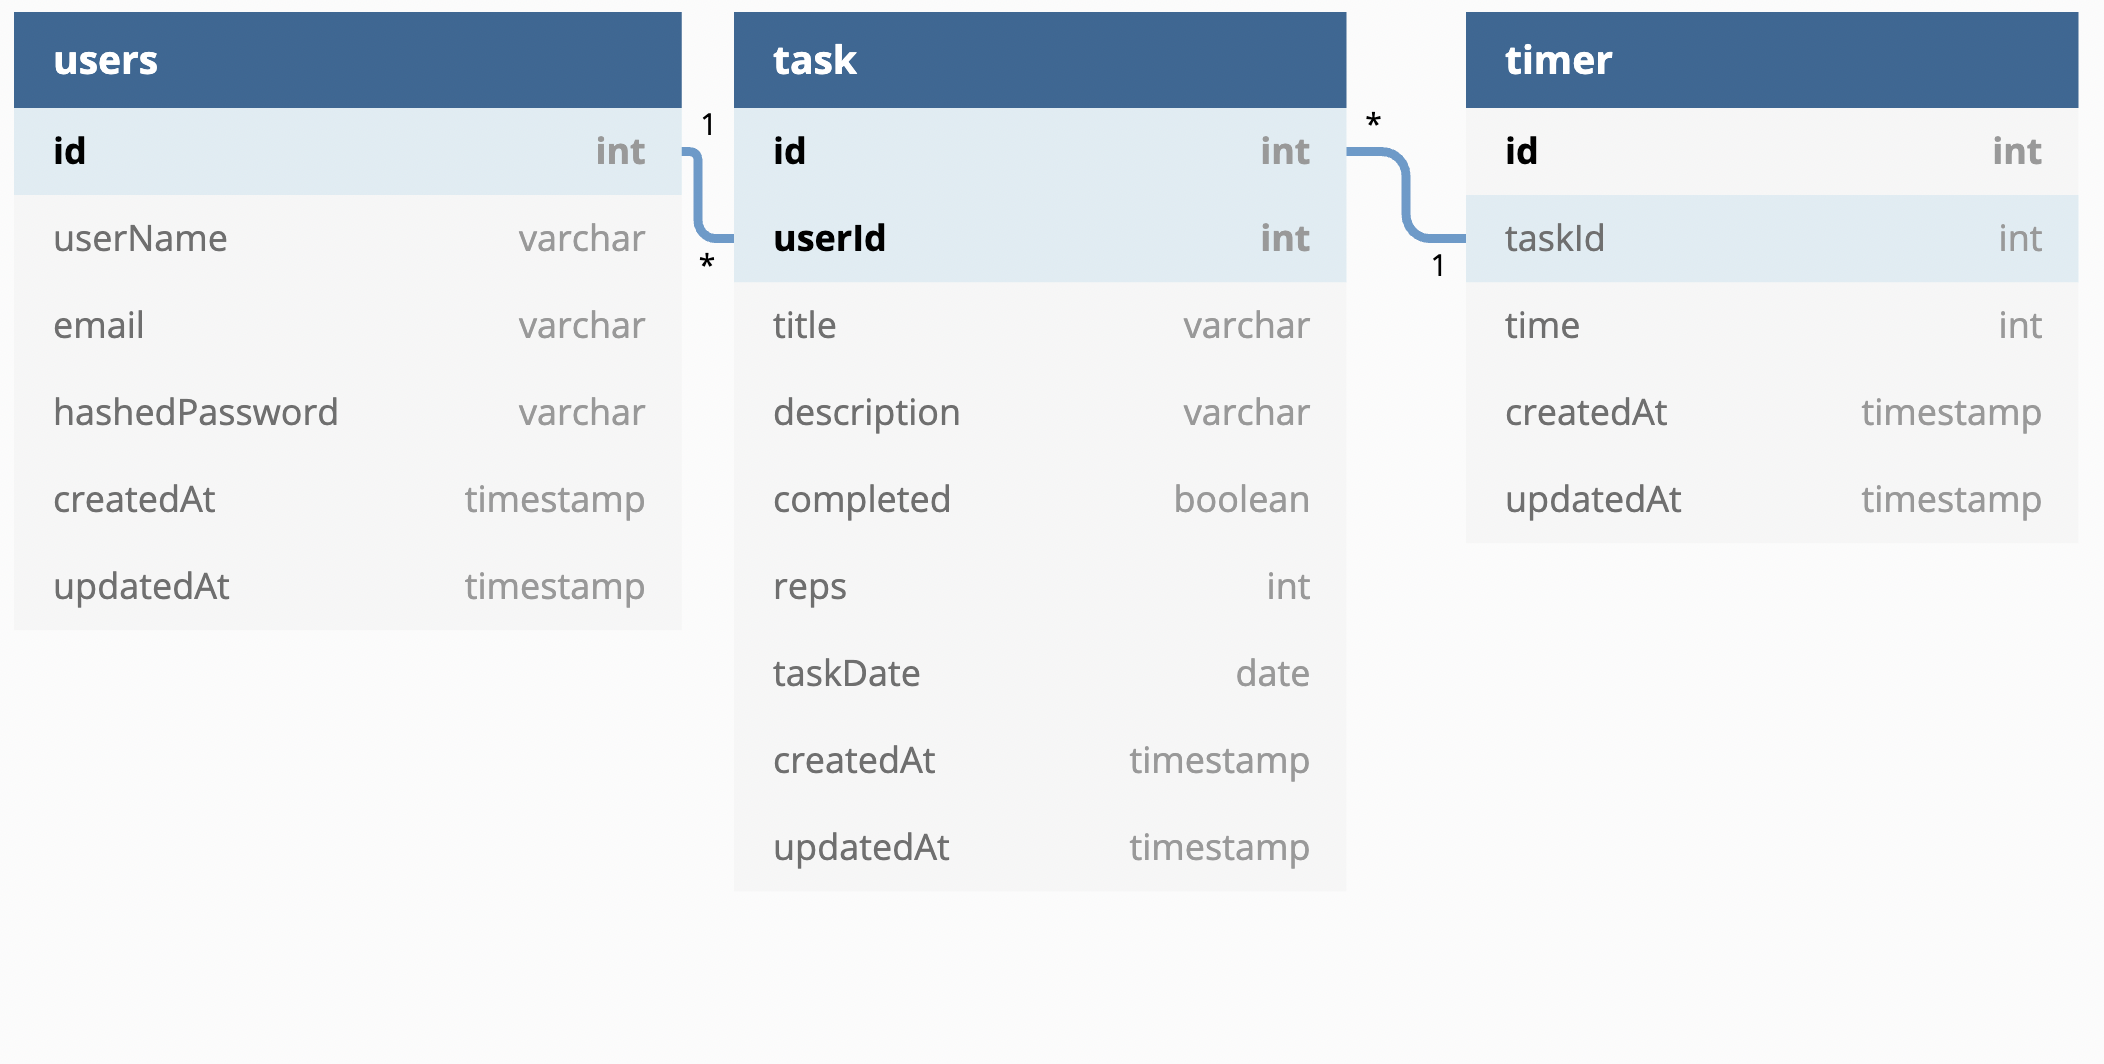 users
id int
userName varchar
email varchar
hashedPassword varchar
createdAt timestamp
updatedAt timestamp
1
*
task
id int
userId int
title varchar
description varchar
completed boolean
reps int
taskDate date
createdAt timestamp
updatedAt timestamp
*
1
timer
id int
taskId int
time int
createdAt timestamp
updatedAt timestamp